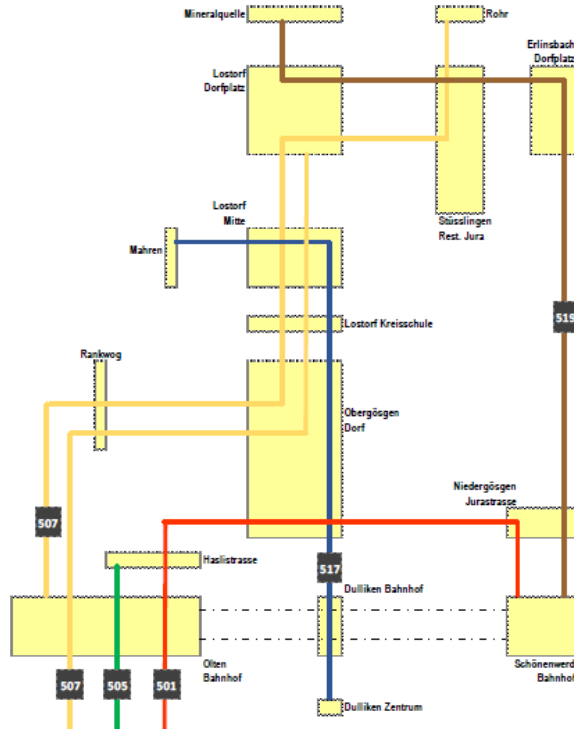 Mineralquelle
Rohr
Erlinsbach
Dorfplatz
Lostorf
Dorfplatz
Lostorf
Mitte
Stüsslingen
Rest. Jura
Mahren
519
Lostorf Kreisschule
Rankwog
Obergösgen
Dorf
Niedergösgen
Jurastrasse
507
Haslistrasse
517
Dulliken Bahnhof
Olten
Bahnhof
Schönenwerd
Bahnhof
507
505
501
Dulliken Zentrum